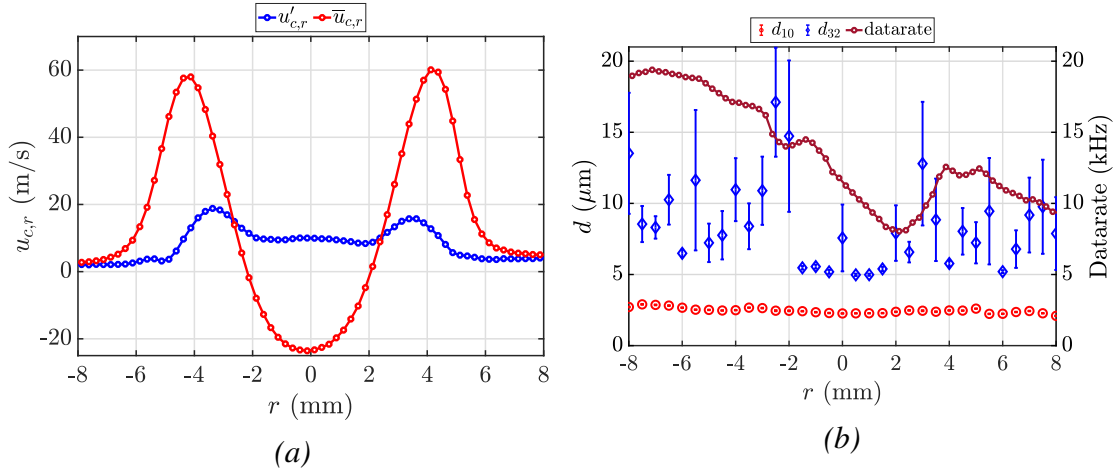 u′c,r u̅c,r
60
40
20
0
-20
-8 -6 -4 -2 0 2 4 6 8
uc,r (m/s)
r (mm)
(a)
d10 d32 datarate
20
15
10
5
0
20
15
10
5
0
-8 -6 -4 -2 0 2 4 6 8
d (μm)
Datarate (kHz)
r (mm)
(b)